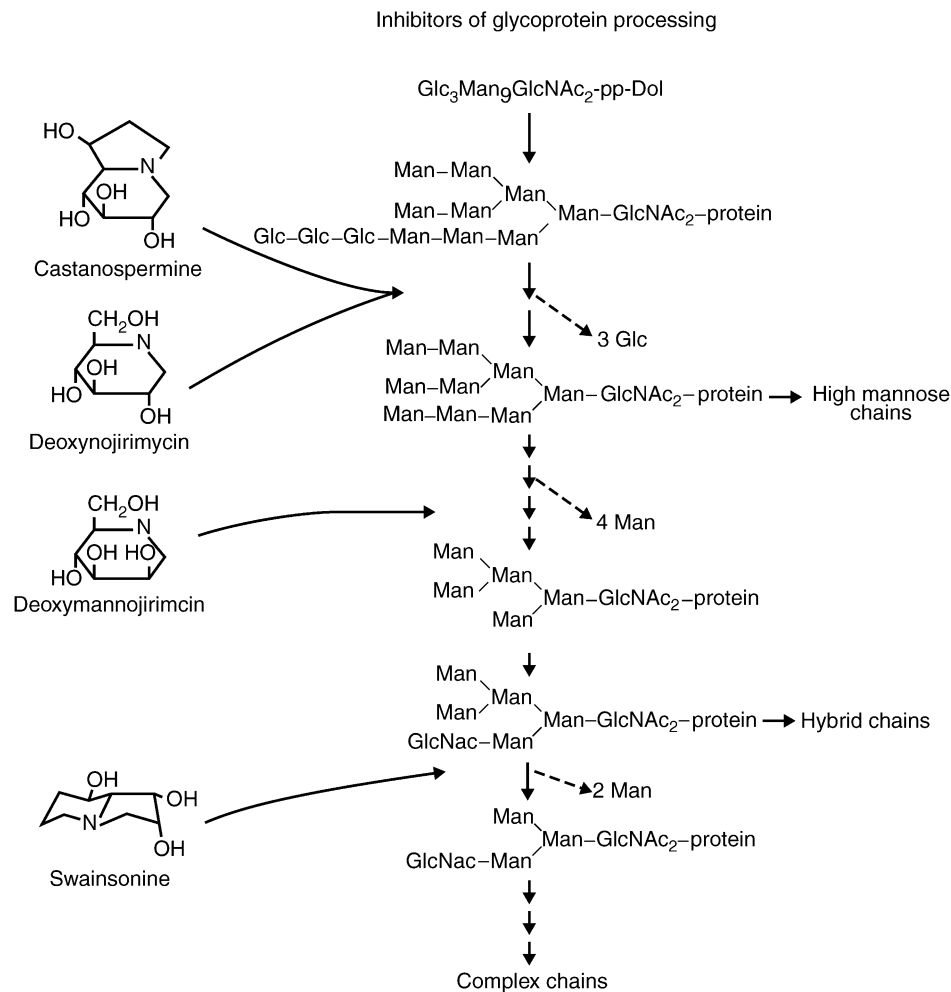 Inhibitors of glycoprotein processing
Glc3Man9GlcNAc2-pp-Dol
HO
N
OH
HO
OH
Castanospermine
Man–Man
Man
Man–Man
Man–GlcNAc2–protein
Glc–Glc–Glc–Man–Man–Man
3 Glc
CH2OH
N
OH
HO
OH
Deoxynojirimycin
Man–Man
Man
Man–Man
Man–GlcNAc2–protein
Man–Man–Man
High mannose
chains
4 Man
CH2OH
N
OH HO
HO
Deoxymannojirimcin
Man
Man
Man
Man–GlcNAc2–protein
Man
Man
Man
Man
Man–GlcNAc2–protein
GlcNac–Man
Hybrid chains
2 Man
OH
OH
N
OH
Swainsonine
Man
Man–GlcNAc2–protein
GlcNac–Man
Complex chains